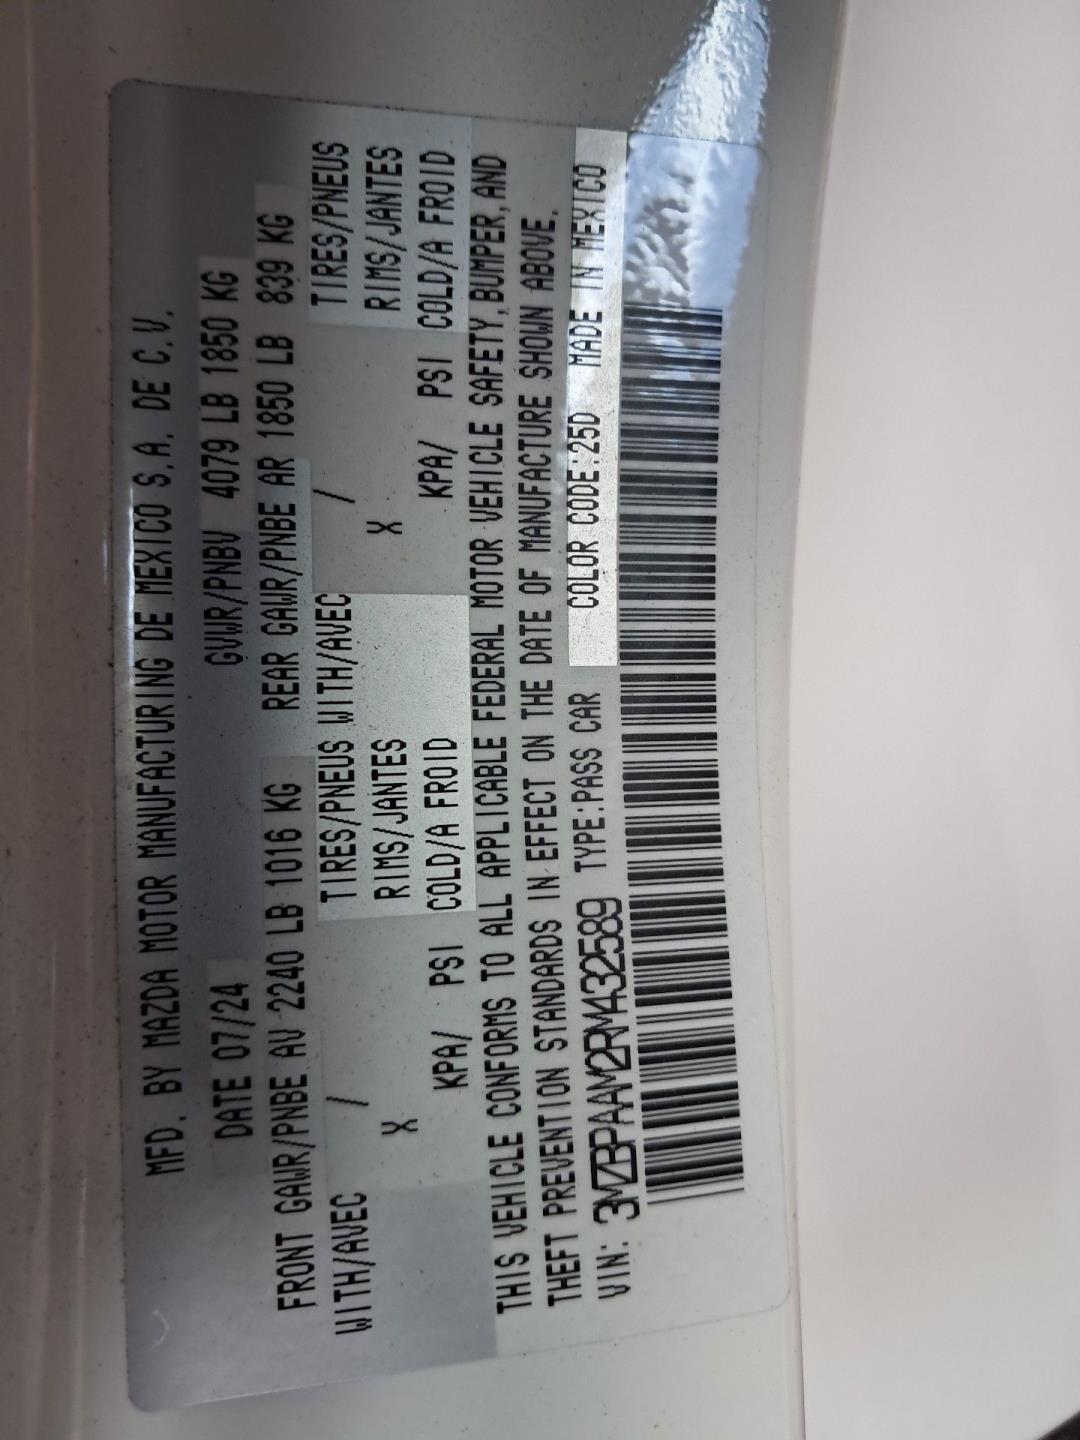 MFD. BY MAZDA MOTOR MANUFACTURING DE MEXICO S.A. DE C.V.
DATE 07/24 GVWR/PNBV 4079 LB 1850 KG
FRONT GAWR/PNBE AV 2240 LB 1016 KG REAR GAWR/PNBE AR 1850 LB 839 KG
WITH/AVEC / TIRES/PNEUS WITH/AVEC / TIRES/PNEUS
X RIMS/JANTES X RIMS/JANTES
KPA/ PSI COLD/A FROID KPA/ PSI COLD/A FROID
THIS VEHICLE CONFORMS TO ALL APPLICABLE FEDERAL MOTOR VEHICLE SAFETY, BUMPER, AND
THEFT PREVENTION STANDARDS IN EFFECT ON THE DATE OF MANUFACTURE SHOWN ABOVE.
VIN: 3MZBPAAM2RM432589 TYPE:PASS CAR COLOR CODE:25D MADE IN MEXICO